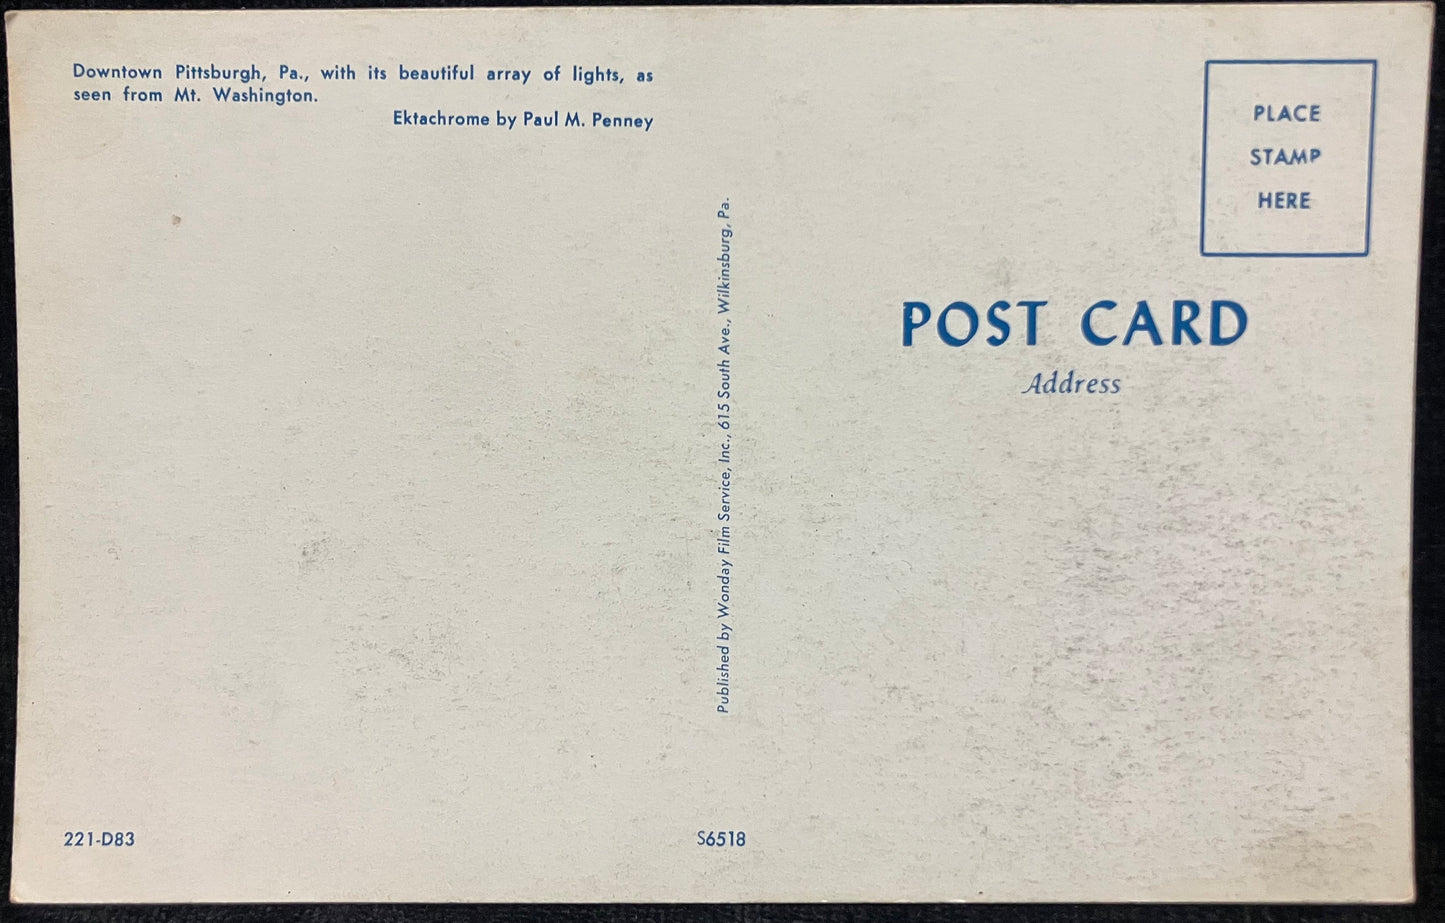 Downtown Pittsburgh, Pa., with its beautiful array of lights, as
seen from Mt. Washington.
Ektachrome by Paul M. Penney
Published by Wonday Film Service, Inc., 615 South Ave., Wilkinsburg, Pa.
PLACE
STAMP
HERE
POST CARD
Address
221-D83
S6518